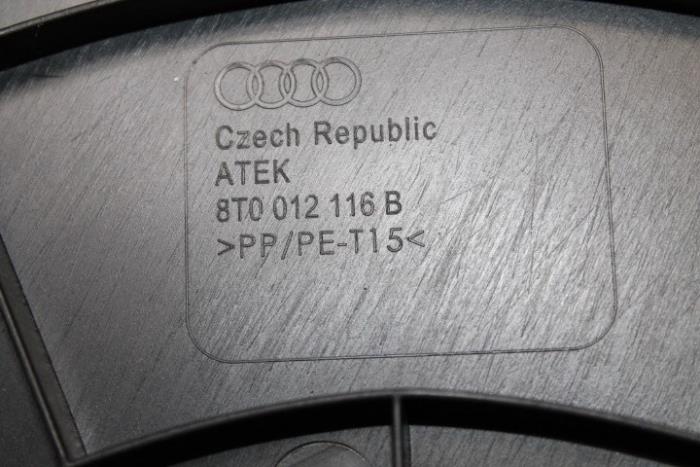 Czech Republic
ATEK
8T0 012 116 B
>PP/PE-T15<